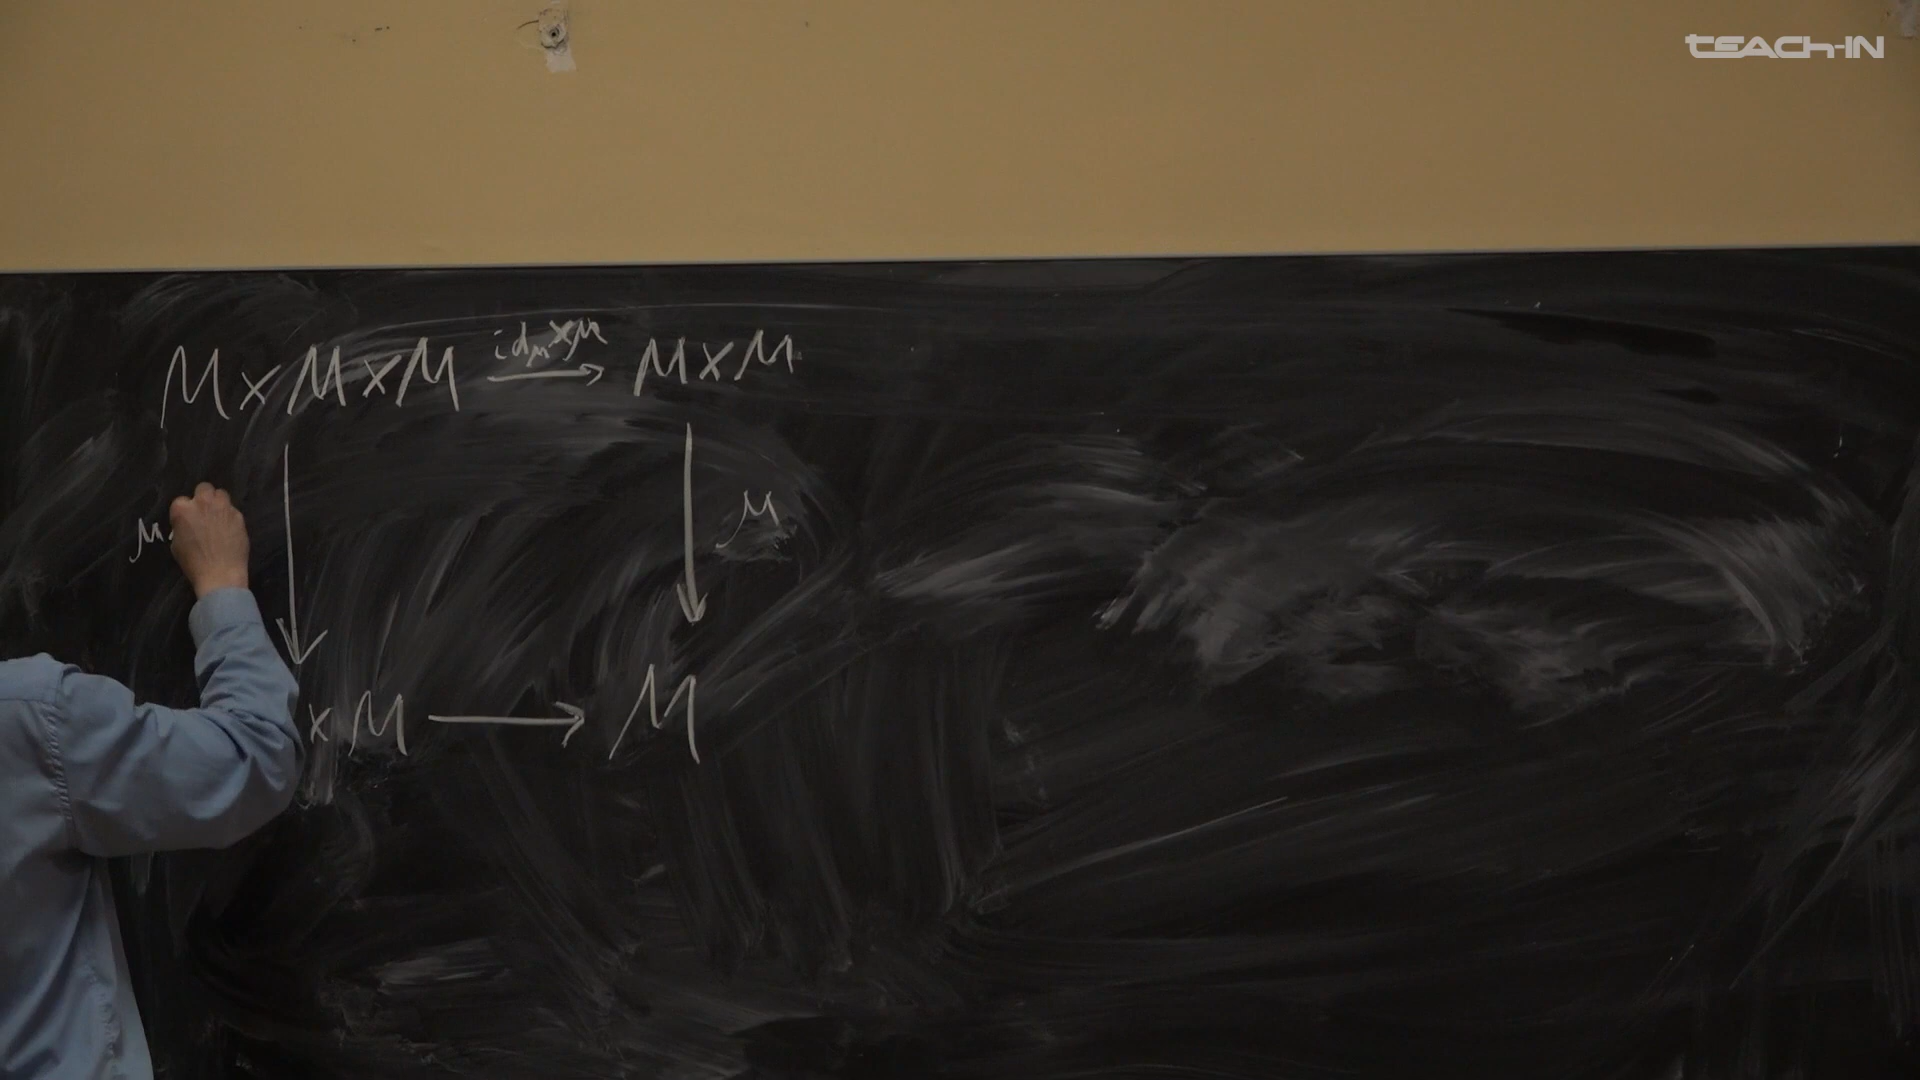 TEACH-IN
M × M × M id_M × μ → M × M
↓ ↓
μ μ
× M → M